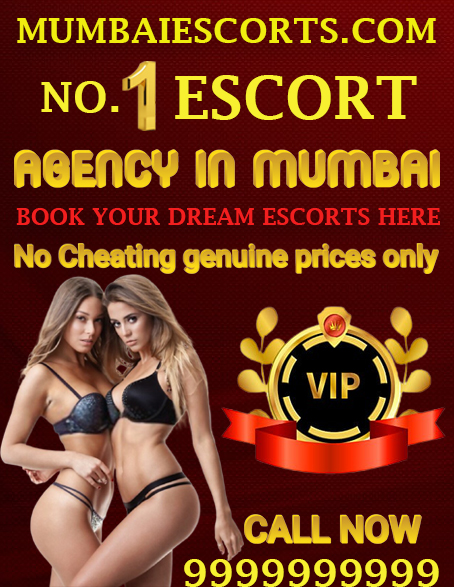 MUMBAIESCORTS.COM
NO.1 ESCORT
AGENCY IN MUMBAI
BOOK YOUR DREAM ESCORTS HERE
No Cheating genuine prices only
VIP
CALL NOW
9999999999